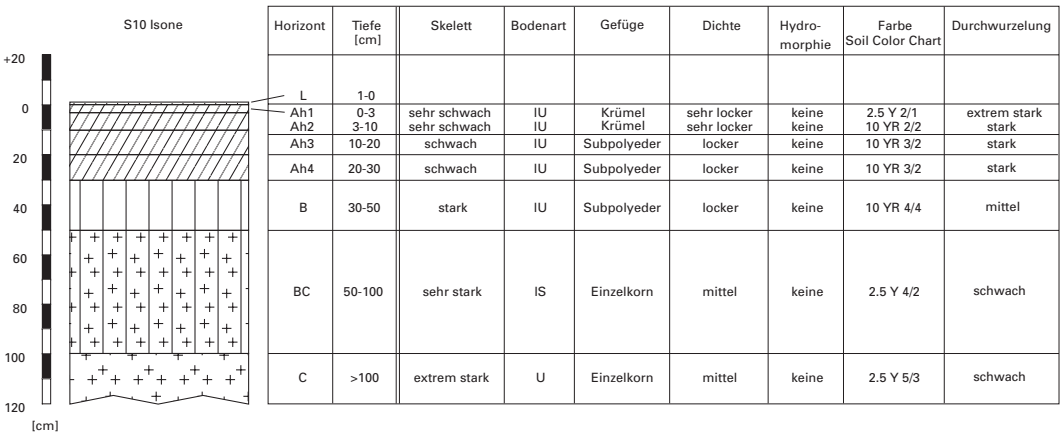 S10 Isone
Horizont Tiefe [cm] Skelett Bodenart Gefüge Dichte Hydro-morphie Farbe Soil Color Chart Durchwurzelung
L 1-0
Ah1 0-3 sehr schwach lU Krümel sehr locker keine 2.5 Y 2/1 extrem stark
Ah2 3-10 sehr schwach lU Krümel sehr locker keine 10 YR 2/2 stark
Ah3 10-20 schwach lU Subpolyeder locker keine 10 YR 3/2 stark
Ah4 20-30 schwach lU Subpolyeder locker keine 10 YR 3/2 stark
B 30-50 stark lU Subpolyeder locker keine 10 YR 4/4 mittel
BC 50-100 sehr stark lS Einzelkorn mittel keine 2.5 Y 4/2 schwach
C >100 extrem stark U Einzelkorn mittel keine 2.5 Y 5/3 schwach
+20
0
20
40
60
80
100
120
[cm]